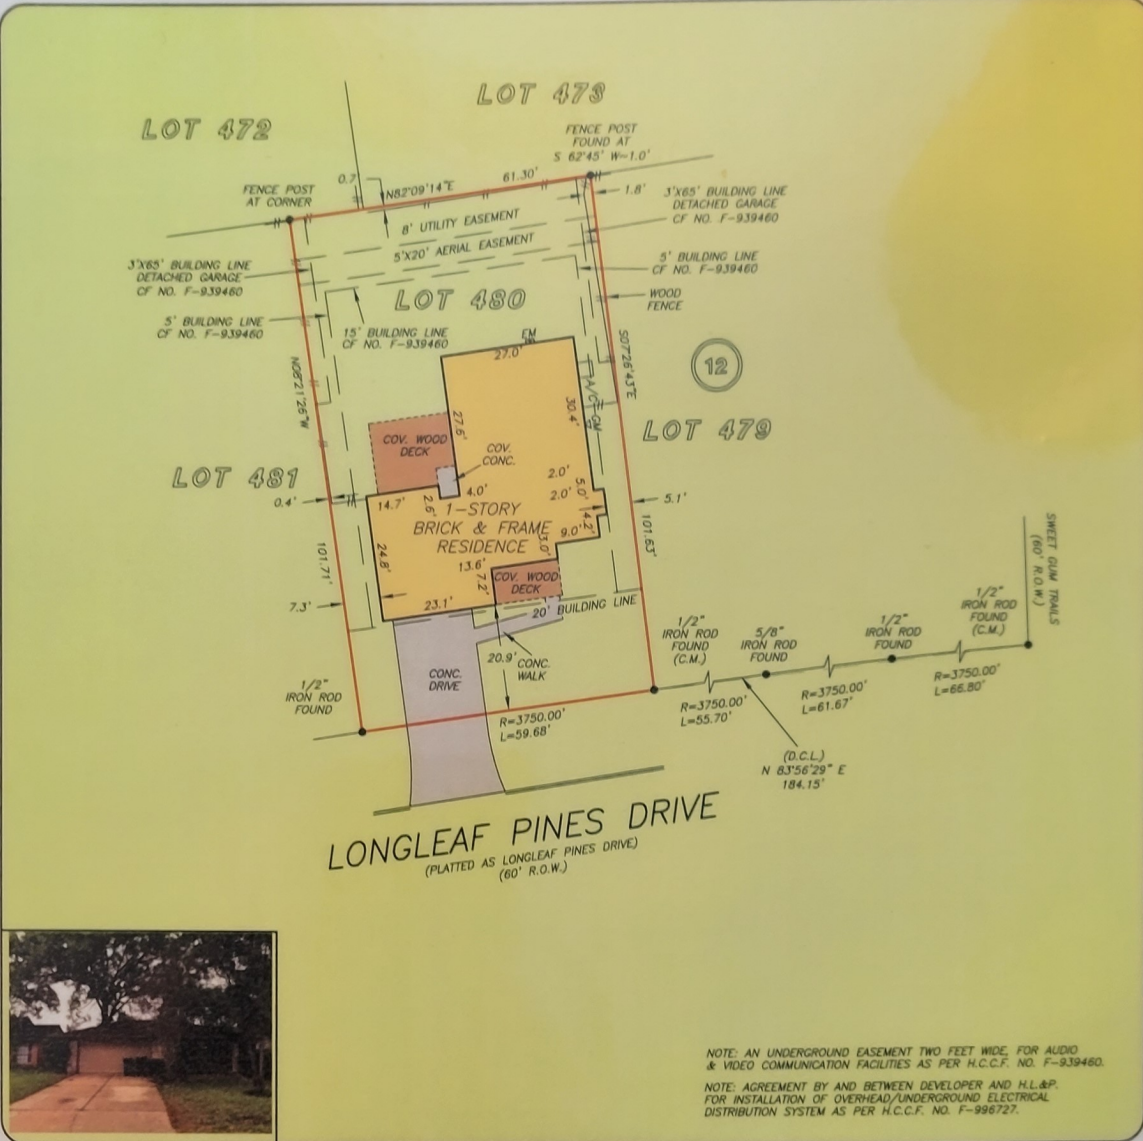 LOT 473
LOT 472
FENCE POST
FOUND AT
S 62°45' W-1.0'
0.7
N82°09'14"E
61.30'
1.8'
FENCE POST
AT CORNER
3'X65' BUILDING LINE
DETACHED GARAGE
CF NO. F-939460
8' UTILITY EASEMENT
5'X20' AERIAL EASEMENT
3'X65' BUILDING LINE
DETACHED GARAGE
CF NO. F-939460
5' BUILDING LINE
CF NO. F-939460
LOT 480
WOOD
FENCE
5' BUILDING LINE
CF NO. F-939460
15' BUILDING LINE
CF NO. F-939460
EM
27.0'
S07°26'43"E
12
A/C
GM
30.4'
27.6'
COV. WOOD
DECK
COV.
CONC.
LOT 479
LOT 481
0.4'
14.7'
2.6'
4.0'
2.0'
5.0'
2.0'
4.2'
5.1'
1-STORY
BRICK & FRAME
RESIDENCE
9.0'
3.0'
101.71'
24.8'
13.6'
7.2'
COV. WOOD
DECK
101.63'
7.3'
23.1'
20' BUILDING LINE
SWEET GUM TRAILS
(60' R.O.W.)
1/2"
IRON ROD
FOUND
(C.M.)
5/8"
IRON ROD
FOUND
1/2"
IRON ROD
FOUND
1/2"
IRON ROD
FOUND
(C.M.)
20.9'
CONC.
WALK
CONC.
DRIVE
1/2"
IRON ROD
FOUND
R=3750.00'
L=59.68'
R=3750.00'
L=55.70'
R=3750.00'
L=61.67'
R=3750.00'
L=66.80'
(D.C.L.)
N 83°56'29" E
184.15'
LONGLEAF PINES DRIVE
(PLATTED AS LONGLEAF PINES DRIVE)
(60' R.O.W.)
NOTE: AN UNDERGROUND EASEMENT TWO FEET WIDE, FOR AUDIO
& VIDEO COMMUNICATION FACILITIES AS PER H.C.C.F. NO. F-939460.
NOTE: AGREEMENT BY AND BETWEEN DEVELOPER AND H.L.&P.
FOR INSTALLATION OF OVERHEAD/UNDERGROUND ELECTRICAL
DISTRIBUTION SYSTEM AS PER H.C.C.F. NO. F-996727.